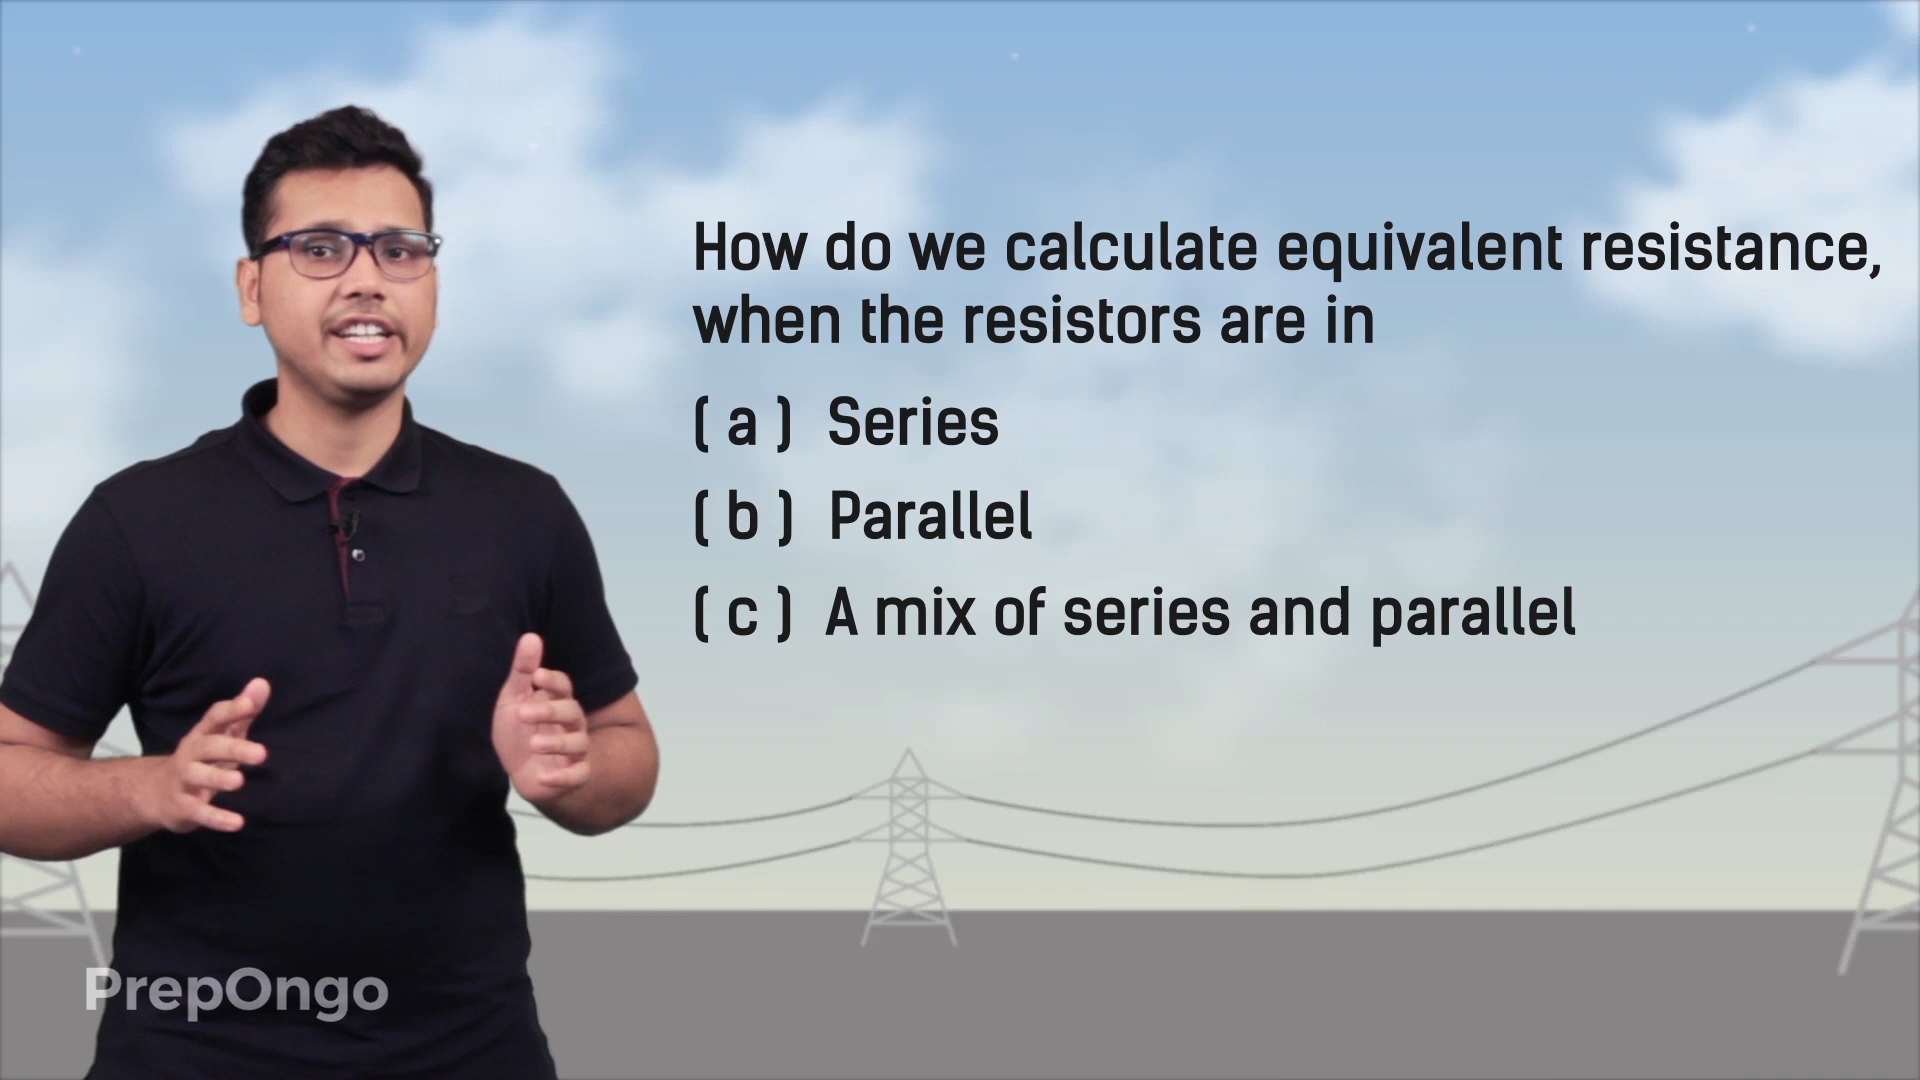 How do we calculate equivalent resistance,
when the resistors are in
( a ) Series
( b ) Parallel
( c ) A mix of series and parallel
PrepOngo